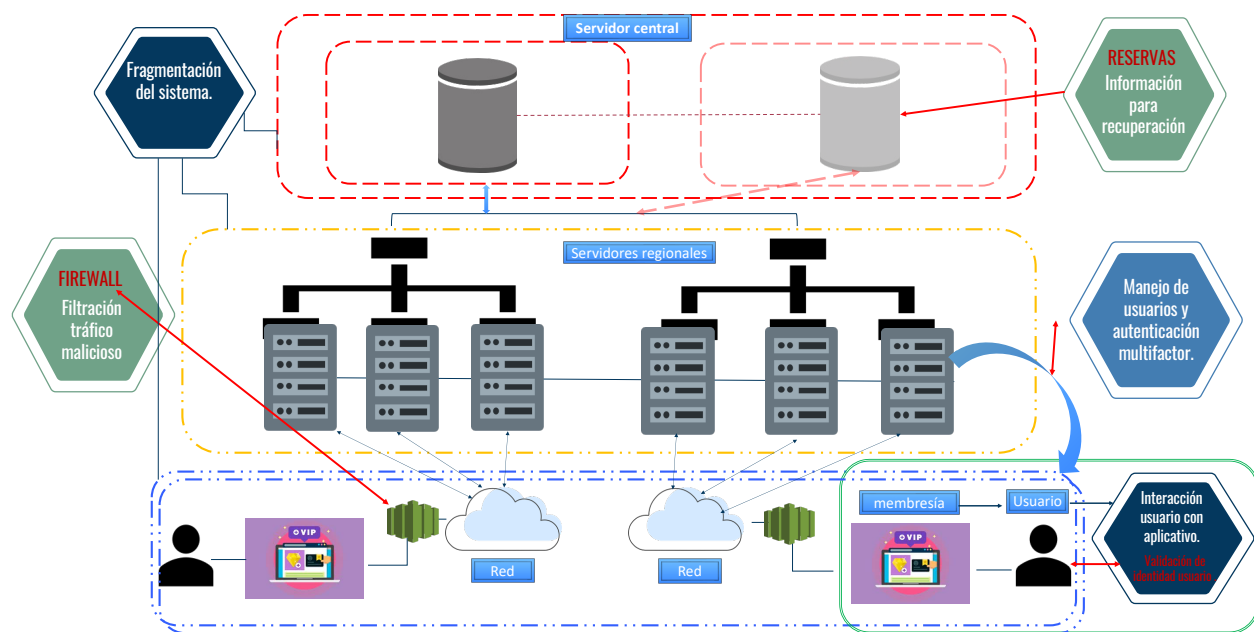 Servidor central
Fragmentación
del sistema.
RESERVAS
Información
para
recuperación
Servidores regionales
FIREWALL
Filtración
tráfico
malicioso
Manejo de
usuarios y
autenticación
multifactor.
VIP
Red
Red
membresía
Usuario
VIP
Interacción
usuario con
aplicativo.
Validación de
identidad usuario